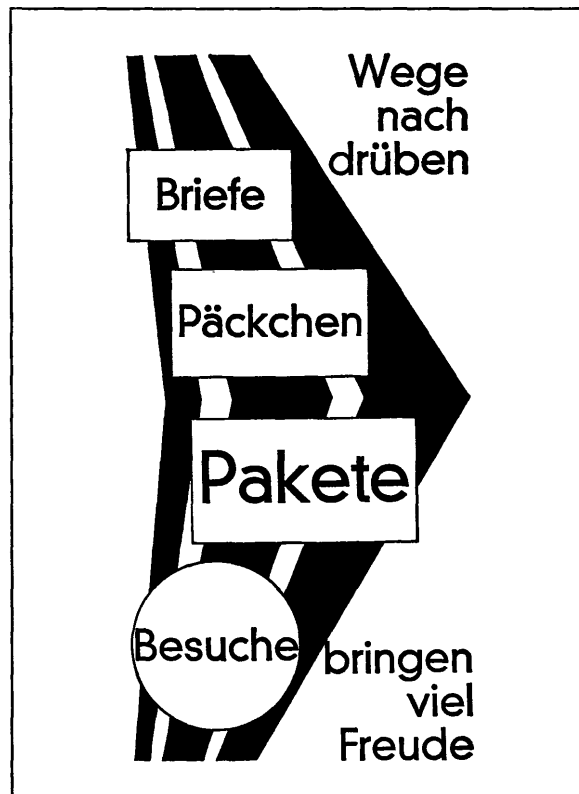 Wege
nach
drüben
Briefe
Päckchen
Pakete
Besuche
bringen
viel
Freude